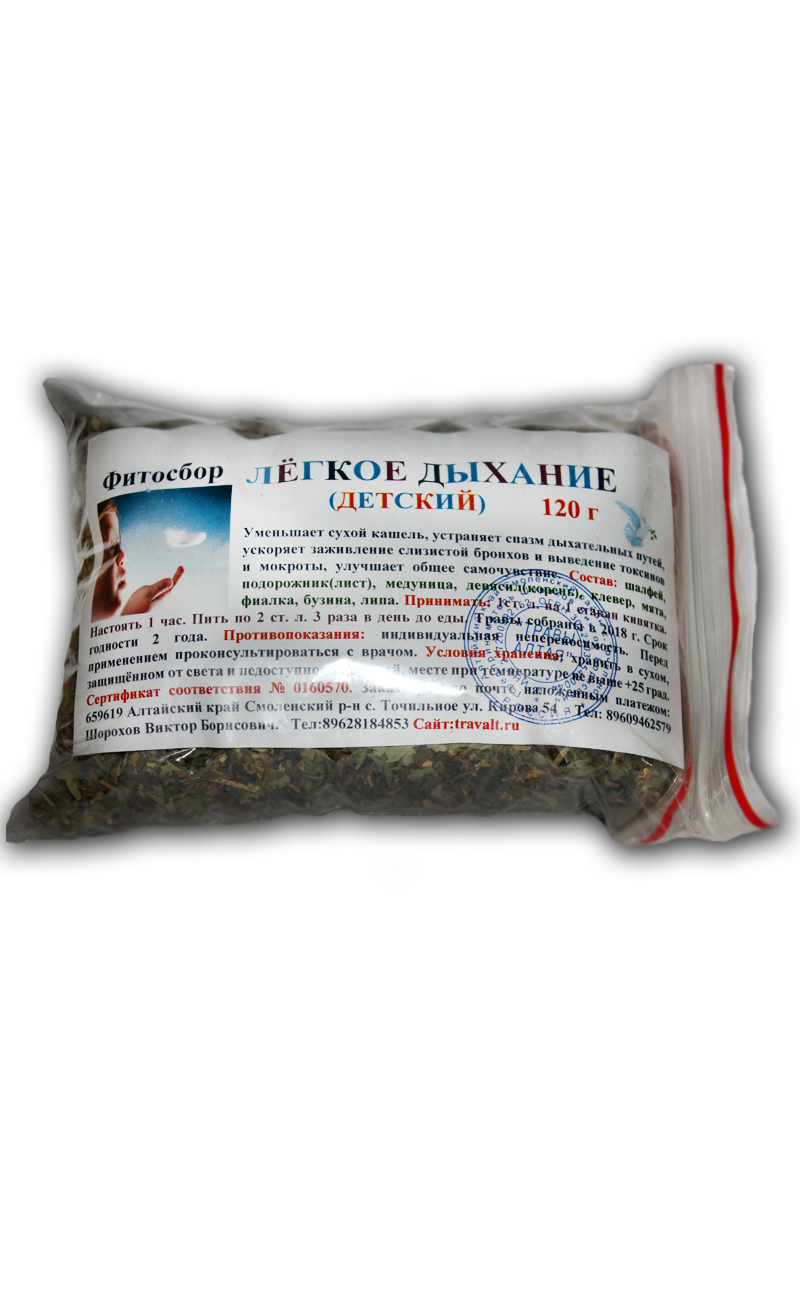 Фитосбор ЛЁГКОЕ ДЫХАНИЕ
(ДЕТСКИЙ) 120 г
Уменьшает сухой кашель, устраняет спазм дыхательных путей,
ускоряет заживление слизистой бронхов и выведение токсинов
и мокроты, улучшает общее самочувствие. Состав: шалфей,
подорожник(лист), медуница, девясил(корень), клевер, мята,
фиалка, бузина, липа. Принимать: 1 ст.л. на 1 стакан кипятка.
Настоять 1 час. Пить по 2 ст. л. 3 раза в день до еды. Травы собраны в 2018 г. Срок
годности 2 года. Противопоказания: индивидуальная непереносимость. Перед
применением проконсультироваться с врачом. Условия хранения: хранить в сухом,
защищённом от света и недоступном месте при температуре не выше +25 град.
Сертификат соответствия № 0160570. почте наложенным платежом:
659619 Алтайский край Смоленский р-н с. Точильное ул. Кирова 54 Тел: 89609462579
Шорохов Виктор Борисович. Тел:89628184853 Сайт:travalt.ru
ТРАВЫ
АЛТАЯ"